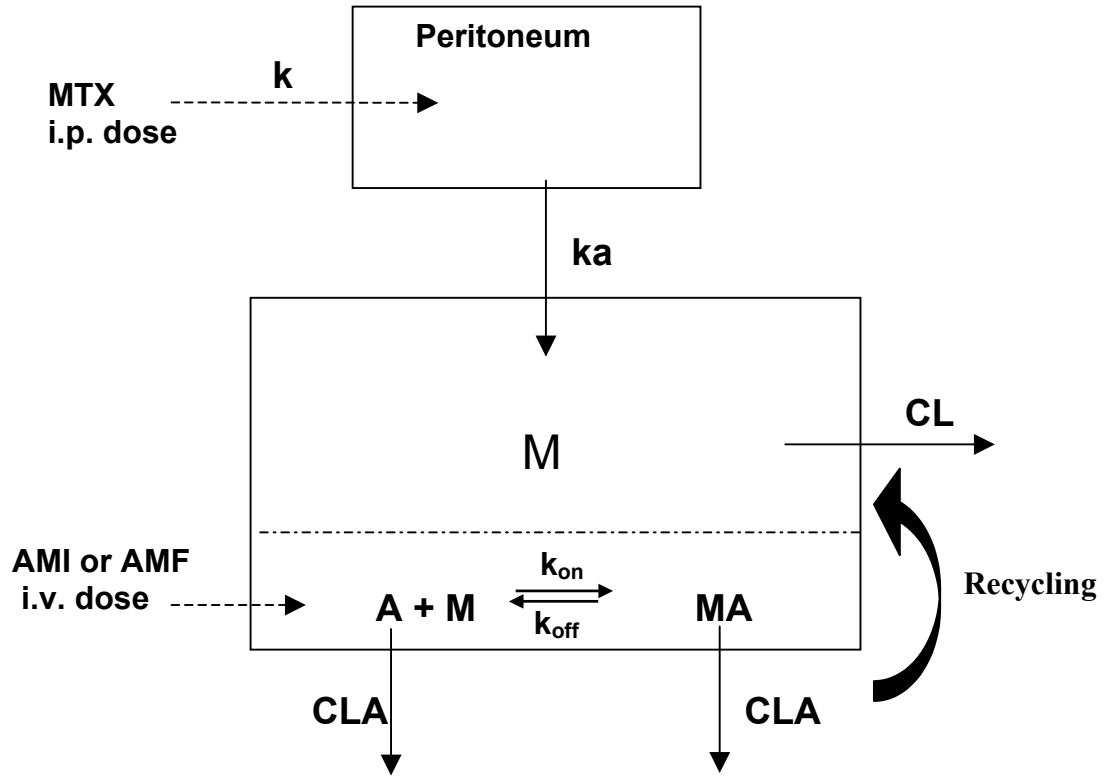 Peritoneum
k
MTX
i.p. dose
ka
M
CL
AMI or AMF
i.v. dose
kon
A + M
koff
MA
Recycling
CLA
CLA